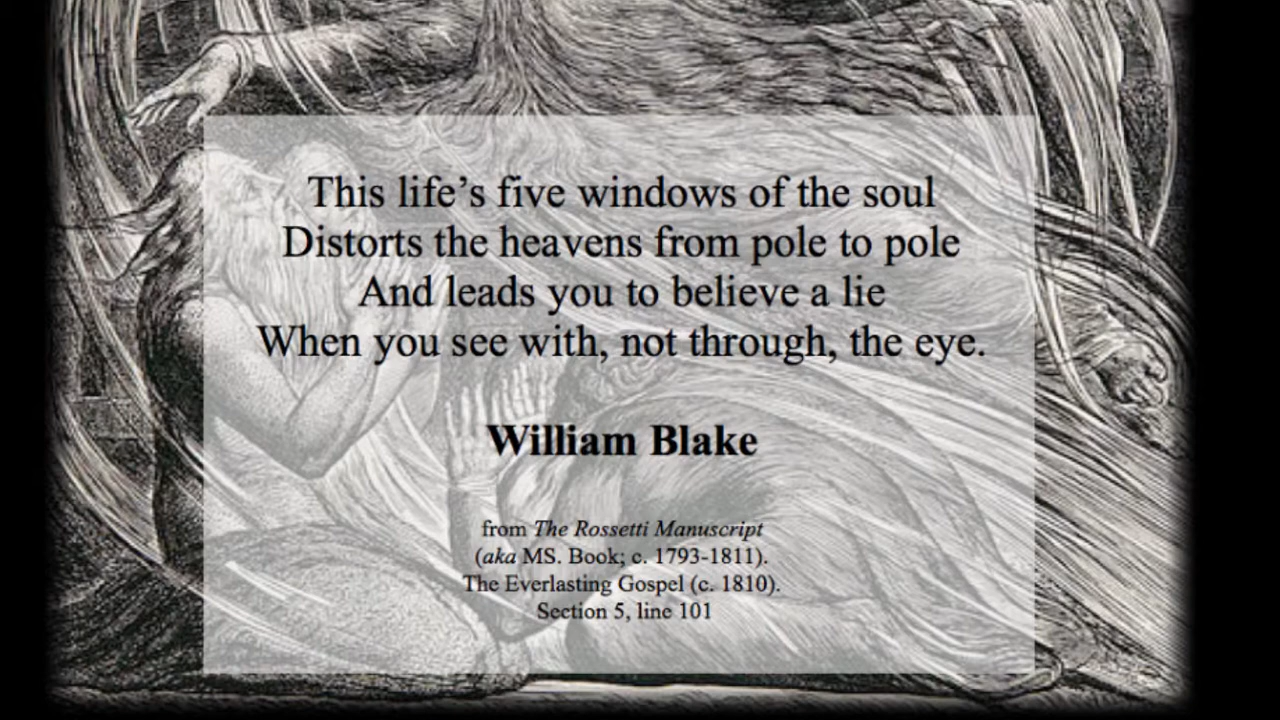 This life’s five windows of the soul
Distorts the heavens from pole to pole
And leads you to believe a lie
When you see with, not through, the eye.
William Blake
from The Rossetti Manuscript
(aka MS. Book; c. 1793-1811).
The Everlasting Gospel (c. 1810).
Section 5, line 101